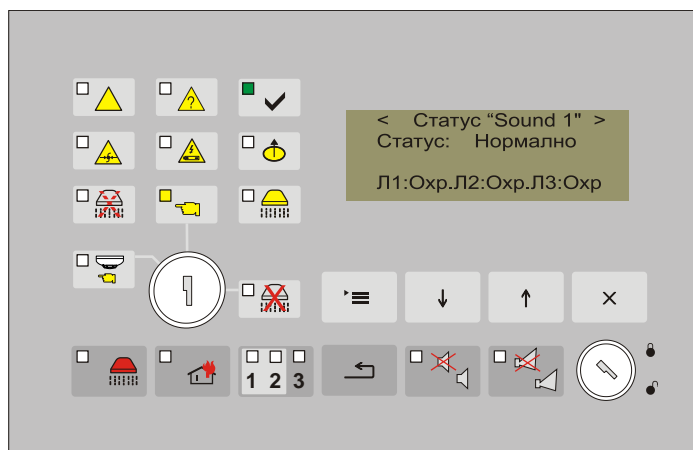 ?
< Статус “Sound 1" >
Статус: Нормално
Л1:Охр.Л2:Охр.Л3:Охр
1 2 3